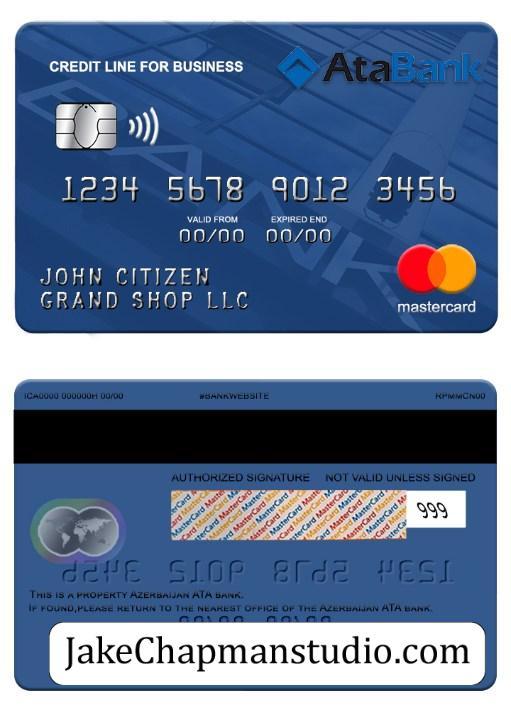 CREDIT LINE FOR BUSINESS
AtaBank
1234 5678 9012 3456
VALID FROM EXPIRED END
00/00 00/00
JOHN CITIZEN
GRAND SHOP LLC
mastercard
ICA0000 000000H 00/00 #BANKWEBSITE RPMMCN00
AUTHORIZED SIGNATURE NOT VALID UNLESS SIGNED
MasterCard
999
THIS IS A PROPERTY AZERBAIJAN ATA BANK.
IF FOUND,PLEASE RETURN TO THE NEAREST OFFICE OF THE AZERBAIJAN ATA BANK.
JakeChapmanstudio.com